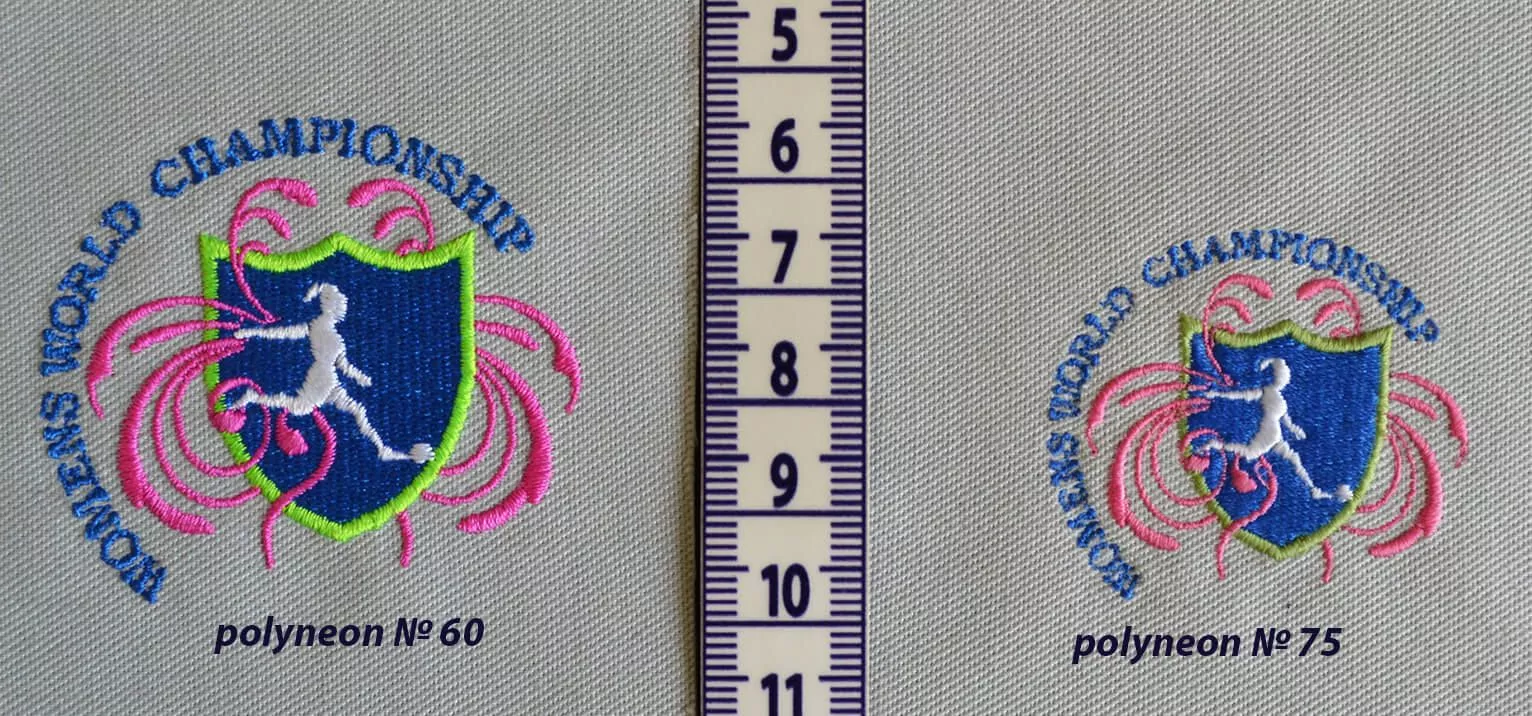 WOMENS WORLD CHAMPIONSHIP
polyneon № 60
5
6
7
8
9
10
11
WOMENS WORLD CHAMPIONSHIP
polyneon № 75